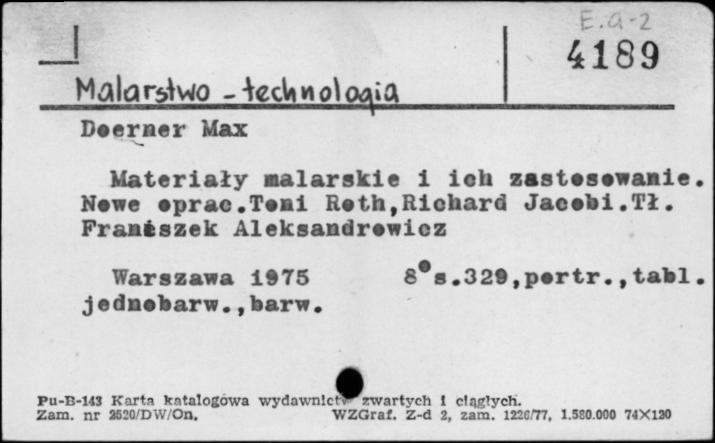 E.a-2
4189
Malarstwo - technologia
Doerner Max
Materiały malarskie i ich zastosowanie.
Nowe oprac.Toni Roth,Richard Jacobi.Tł.
Franiszek Aleksandrowicz
Warszawa 1975 8° s.329,portr.,tabl.
jednobarw.,barw.
Pu-B-143 Karta katalogowa wydawnictw zwartych i ciągłych.
Zam. nr 2520/DW/On. WZGraf. Z-d 2, zam. 1226/77, 1.580.000 74X120